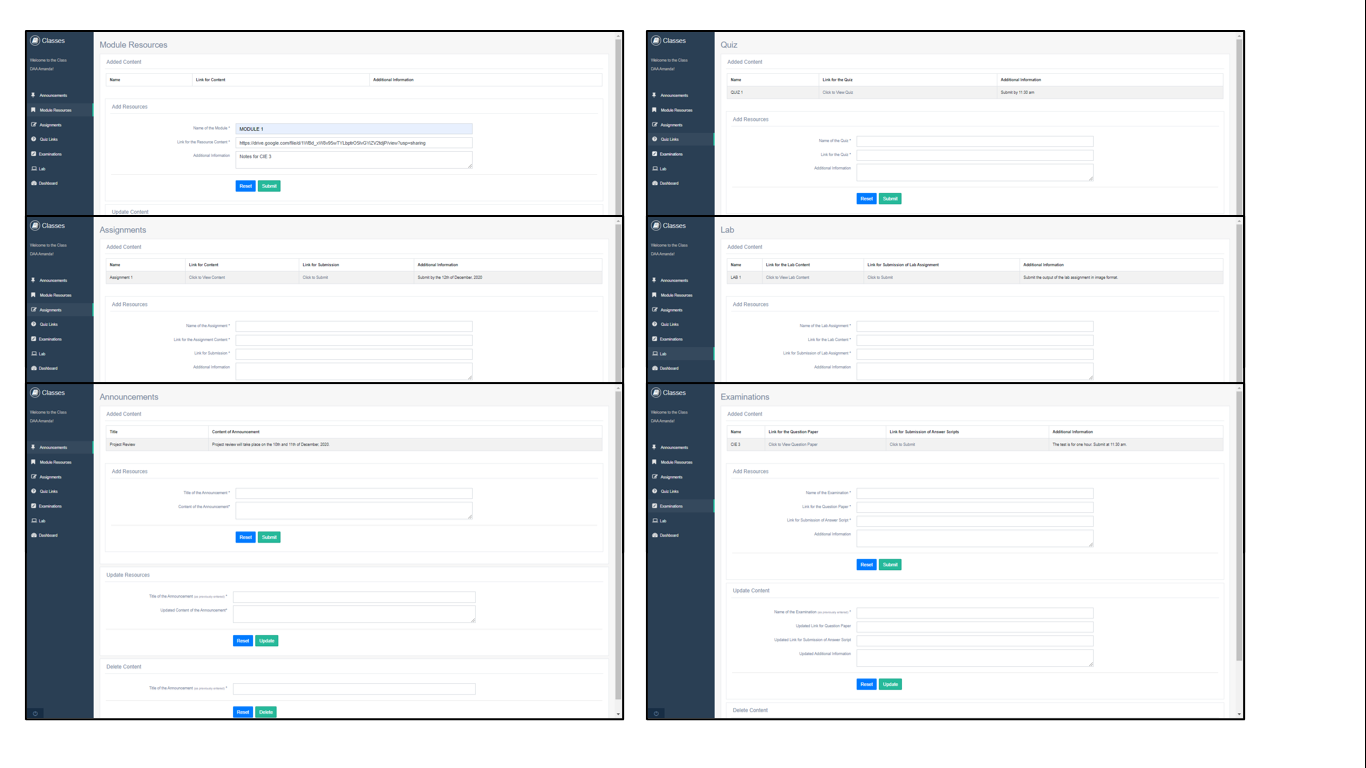 Classes
Welcome to the Class
DAA Amanda!
Announcements
Module Resources
Assignments
Quiz Links
Examinations
Lab
Dashboard
Module Resources
Added Content
Name Link for Content Additional Information
Add Resources
Name of the Module * MODULE 1
Link for the Resource Content *
Additional Information Notes for CIE 3
Reset Submit
Update Content
Classes
Welcome to the Class
DAA Amanda!
Announcements
Module Resources
Assignments
Quiz Links
Examinations
Lab
Dashboard
Assignments
Added Content
Name Link for Content Link for Submission Additional Information
Assignment 1 Click to View Content Click to Submit Submit by the 12th of December, 2020
Add Resources
Name of the Assignment *
Link for the Assignment Content *
Link for Submission *
Additional Information
Classes
Welcome to the Class
DAA Amanda!
Announcements
Module Resources
Assignments
Quiz Links
Examinations
Lab
Dashboard
Announcements
Added Content
Title Content of Announcement
Project Review Project review will take place on the 10th and 11th of December, 2020
Add Resources
Title of the Announcement *
Content of the Announcement*
Reset Submit
Update Resources
Title of the Announcement (as previously entered) *
Updated Content of the Announcement*
Reset Update
Delete Content
Title of the Announcement (as previously entered) *
Reset Delete
Classes
Welcome to the Class
DAA Amanda!
Announcements
Module Resources
Assignments
Quiz Links
Examinations
Lab
Dashboard
Quiz
Added Content
Name Link for the Quiz Additional Information
QUIZ 1 Click to View Quiz Submit by 11:30 am
Add Resources
Name of the Quiz *
Link for the Quiz *
Additional Information
Reset Submit
Classes
Welcome to the Class
DAA Amanda!
Announcements
Module Resources
Assignments
Quiz Links
Examinations
Lab
Dashboard
Lab
Added Content
Name Link for the Lab Content Link for Submission of Lab Assignment Additional Information
LAB 1 Click to View Lab Content Click to Submit Submit the output of the lab assignment in image format
Add Resources
Name of the Lab Assignment *
Link for the Lab Content *
Link for Submission of Lab Assignment *
Additional Information
Classes
Welcome to the Class
DAA Amanda!
Announcements
Module Resources
Assignments
Quiz Links
Examinations
Lab
Dashboard
Examinations
Added Content
Name Link for the Question Paper Link for Submission of Answer Scripts Additional Information
CIE 3 Click to View Question Paper Click to Submit The test is for one hour. Submit at 11:30 am
Add Resources
Name of the Examination *
Link for the Question Paper *
Link for Submission of Answer Script *
Additional Information
Reset Submit
Update Content
Name of the Examination (as previously entered) *
Updated Link for Question Paper
Updated Link for Submission of Answer Script
Updated Additional Information
Reset Update
Delete Content